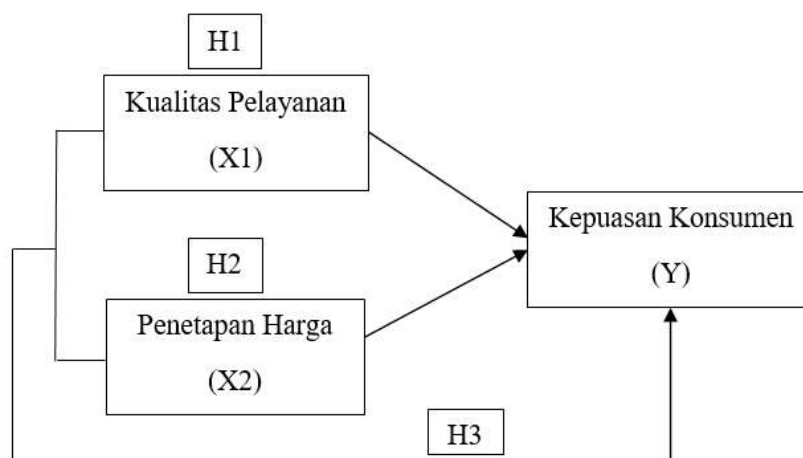 H1
Kualitas Pelayanan
(X1)
Kepuasan Konsumen
(Y)
H2
Penetapan Harga
(X2)
H3